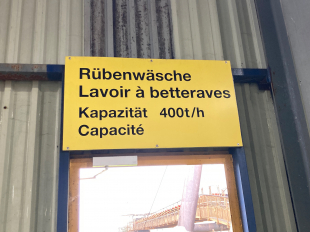 Rübenwäsche
Lavoir à betteraves
Kapazität 400t/h
Capacité